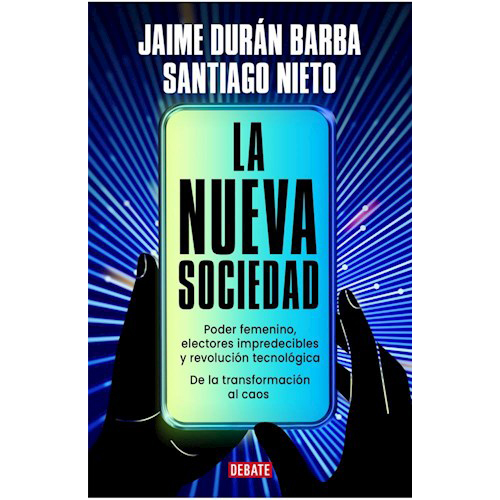 JAIME DURÁN BARBA
SANTIAGO NIETO
LA
NUEVA
SOCIEDAD
Poder femenino,
electores impredecibles
y revolución tecnológica
De la transformación
al caos
DEBATE